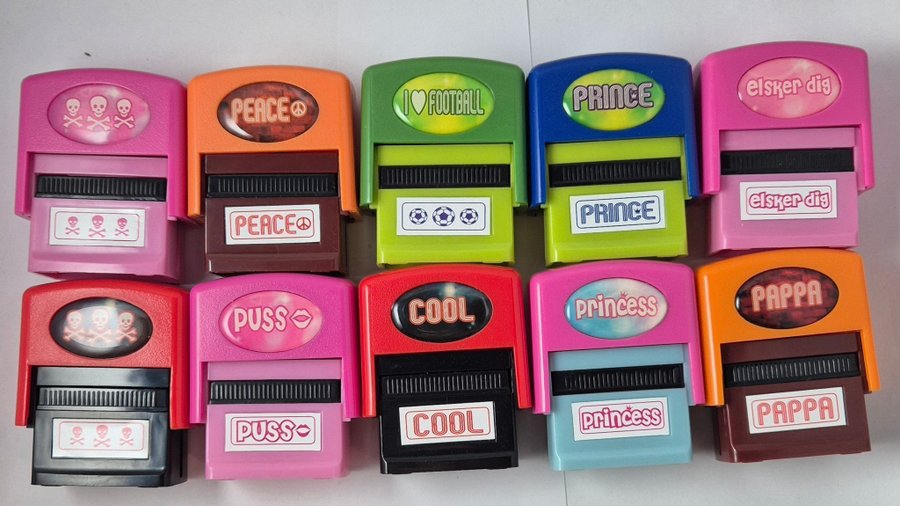 PEACE
I ♥ FOOTBALL
PRINCE
elsker dig
PEACE
PRINCE
elsker dig
PUSS
COOL
princess
PAPPA
PUSS
COOL
princess
PAPPA